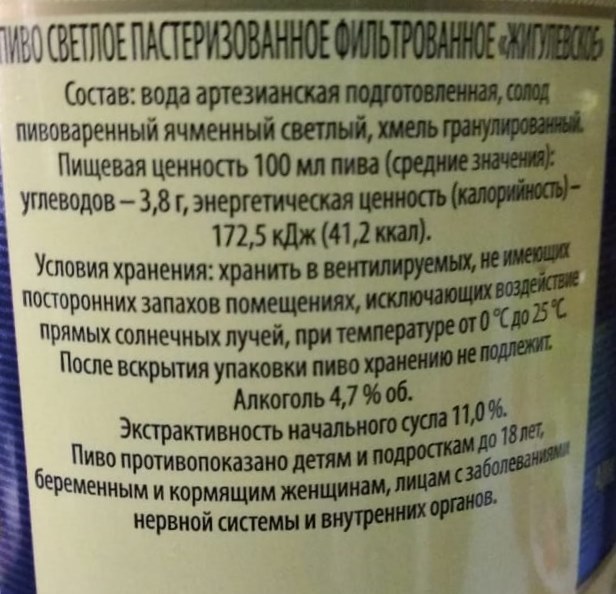 ПИВО СВЕТЛОЕ ПАСТЕРИЗОВАННОЕ ФИЛЬТРОВАННОЕ «ЖИГУЛЕВСКОЕ»
Состав: вода артезианская подготовленная, солод
пивоваренный ячменный светлый, хмель гранулированный.
Пищевая ценность 100 мл пива (средние значения):
углеводов – 3,8 г, энергетическая ценность (калорийность) –
172,5 кДж (41,2 ккал).
Условия хранения: хранить в вентилируемых, не имеющих
посторонних запахов помещениях, исключающих воздействие
прямых солнечных лучей, при температуре от 0 °C до 25 °C.
После вскрытия упаковки пиво хранению не подлежит.
Алкоголь 4,7 % об.
Экстрактивность начального сусла 11,0 %.
Пиво противопоказано детям и подросткам до 18 лет,
беременным и кормящим женщинам, лицам с заболеваниями
нервной системы и внутренних органов.